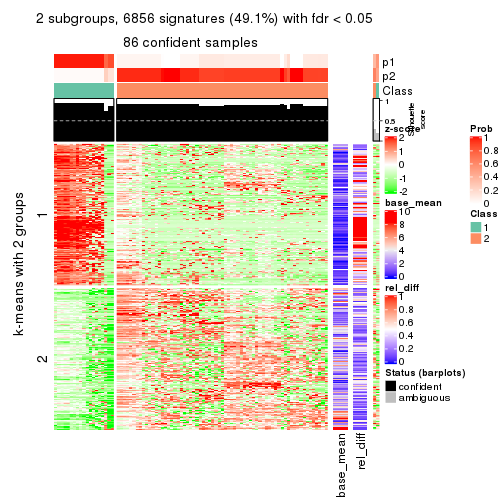 2 subgroups, 6856 signatures (49.1%) with fdr < 0.05
86 confident samples
p1
p2
Class
1
0.5
0
Silhouette
score
k-means with 2 groups
1
2
base_mean
rel_diff
z-score
2
1
0
-1
-2
base_mean
10
8
6
4
2
0
rel_diff
1
0.8
0.6
0.4
0.2
0
Status (barplots)
confident
ambiguous
Prob
1
0.8
0.6
0.4
0.2
0
Class
1
2